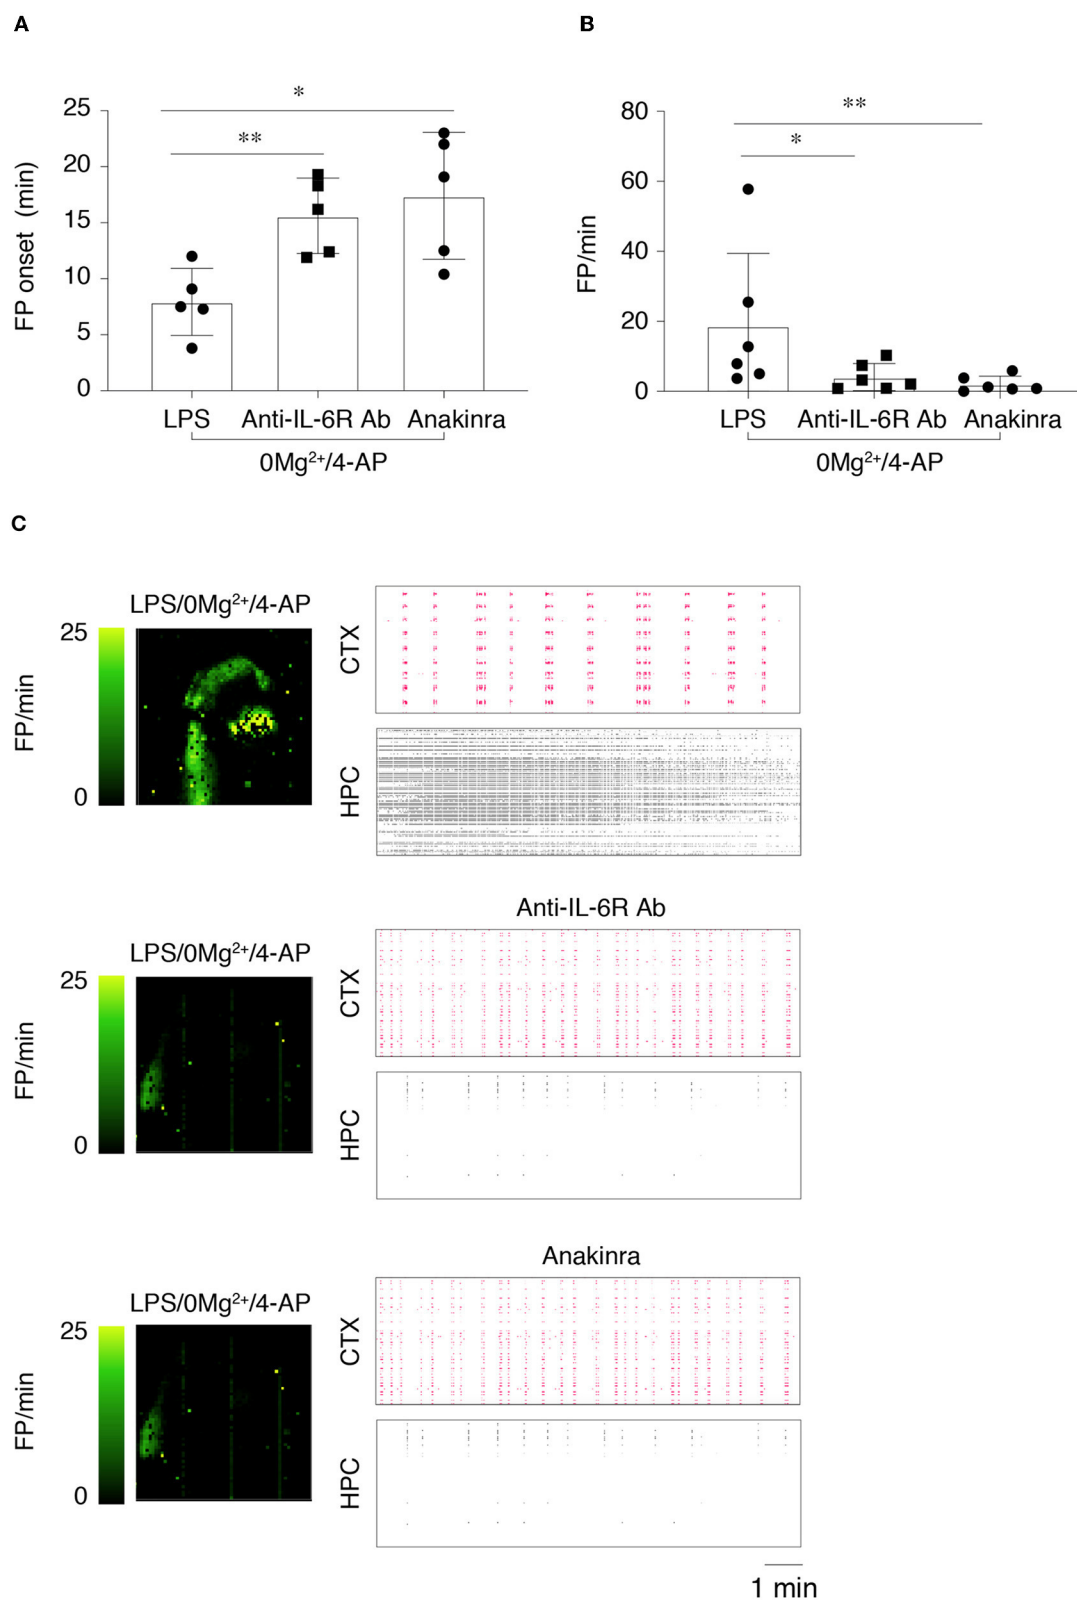 A
B
*
**
25
20
15
10
5
0
FP onset (min)
LPS
Anti-IL-6R Ab
Anakinra
0Mg²⁺/4-AP
**
*
80
60
40
20
0
FP/min
LPS
Anti-IL-6R Ab
Anakinra
0Mg²⁺/4-AP
C
LPS/0Mg²⁺/4-AP
25
0
FP/min
CTX
HPC
Anti-IL-6R Ab
LPS/0Mg²⁺/4-AP
25
0
FP/min
CTX
HPC
Anakinra
LPS/0Mg²⁺/4-AP
25
0
FP/min
CTX
HPC
1 min